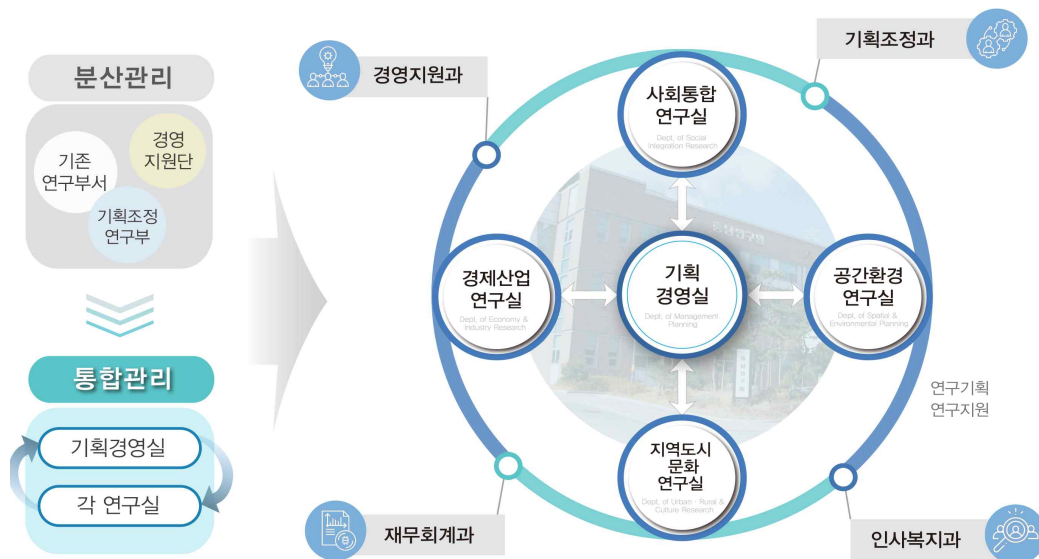 분산관리
경영
지원단
기존
연구부서
기획조정
연구부
통합관리
기획경영실
각 연구실
경영지원과
기획조정과
사회통합
연구실
Dept. of Social
Integration Research
경제산업
연구실
Dept. of Economy &
Industry Research
기획
경영실
Dept. of Management
Planning
공간환경
연구실
Dept. of Spatial &
Environmental Planning
지역도시
문화
연구실
Dept. of Urban · Rural &
Culture Research
연구기획
연구지원
재무회계과
인사복지과